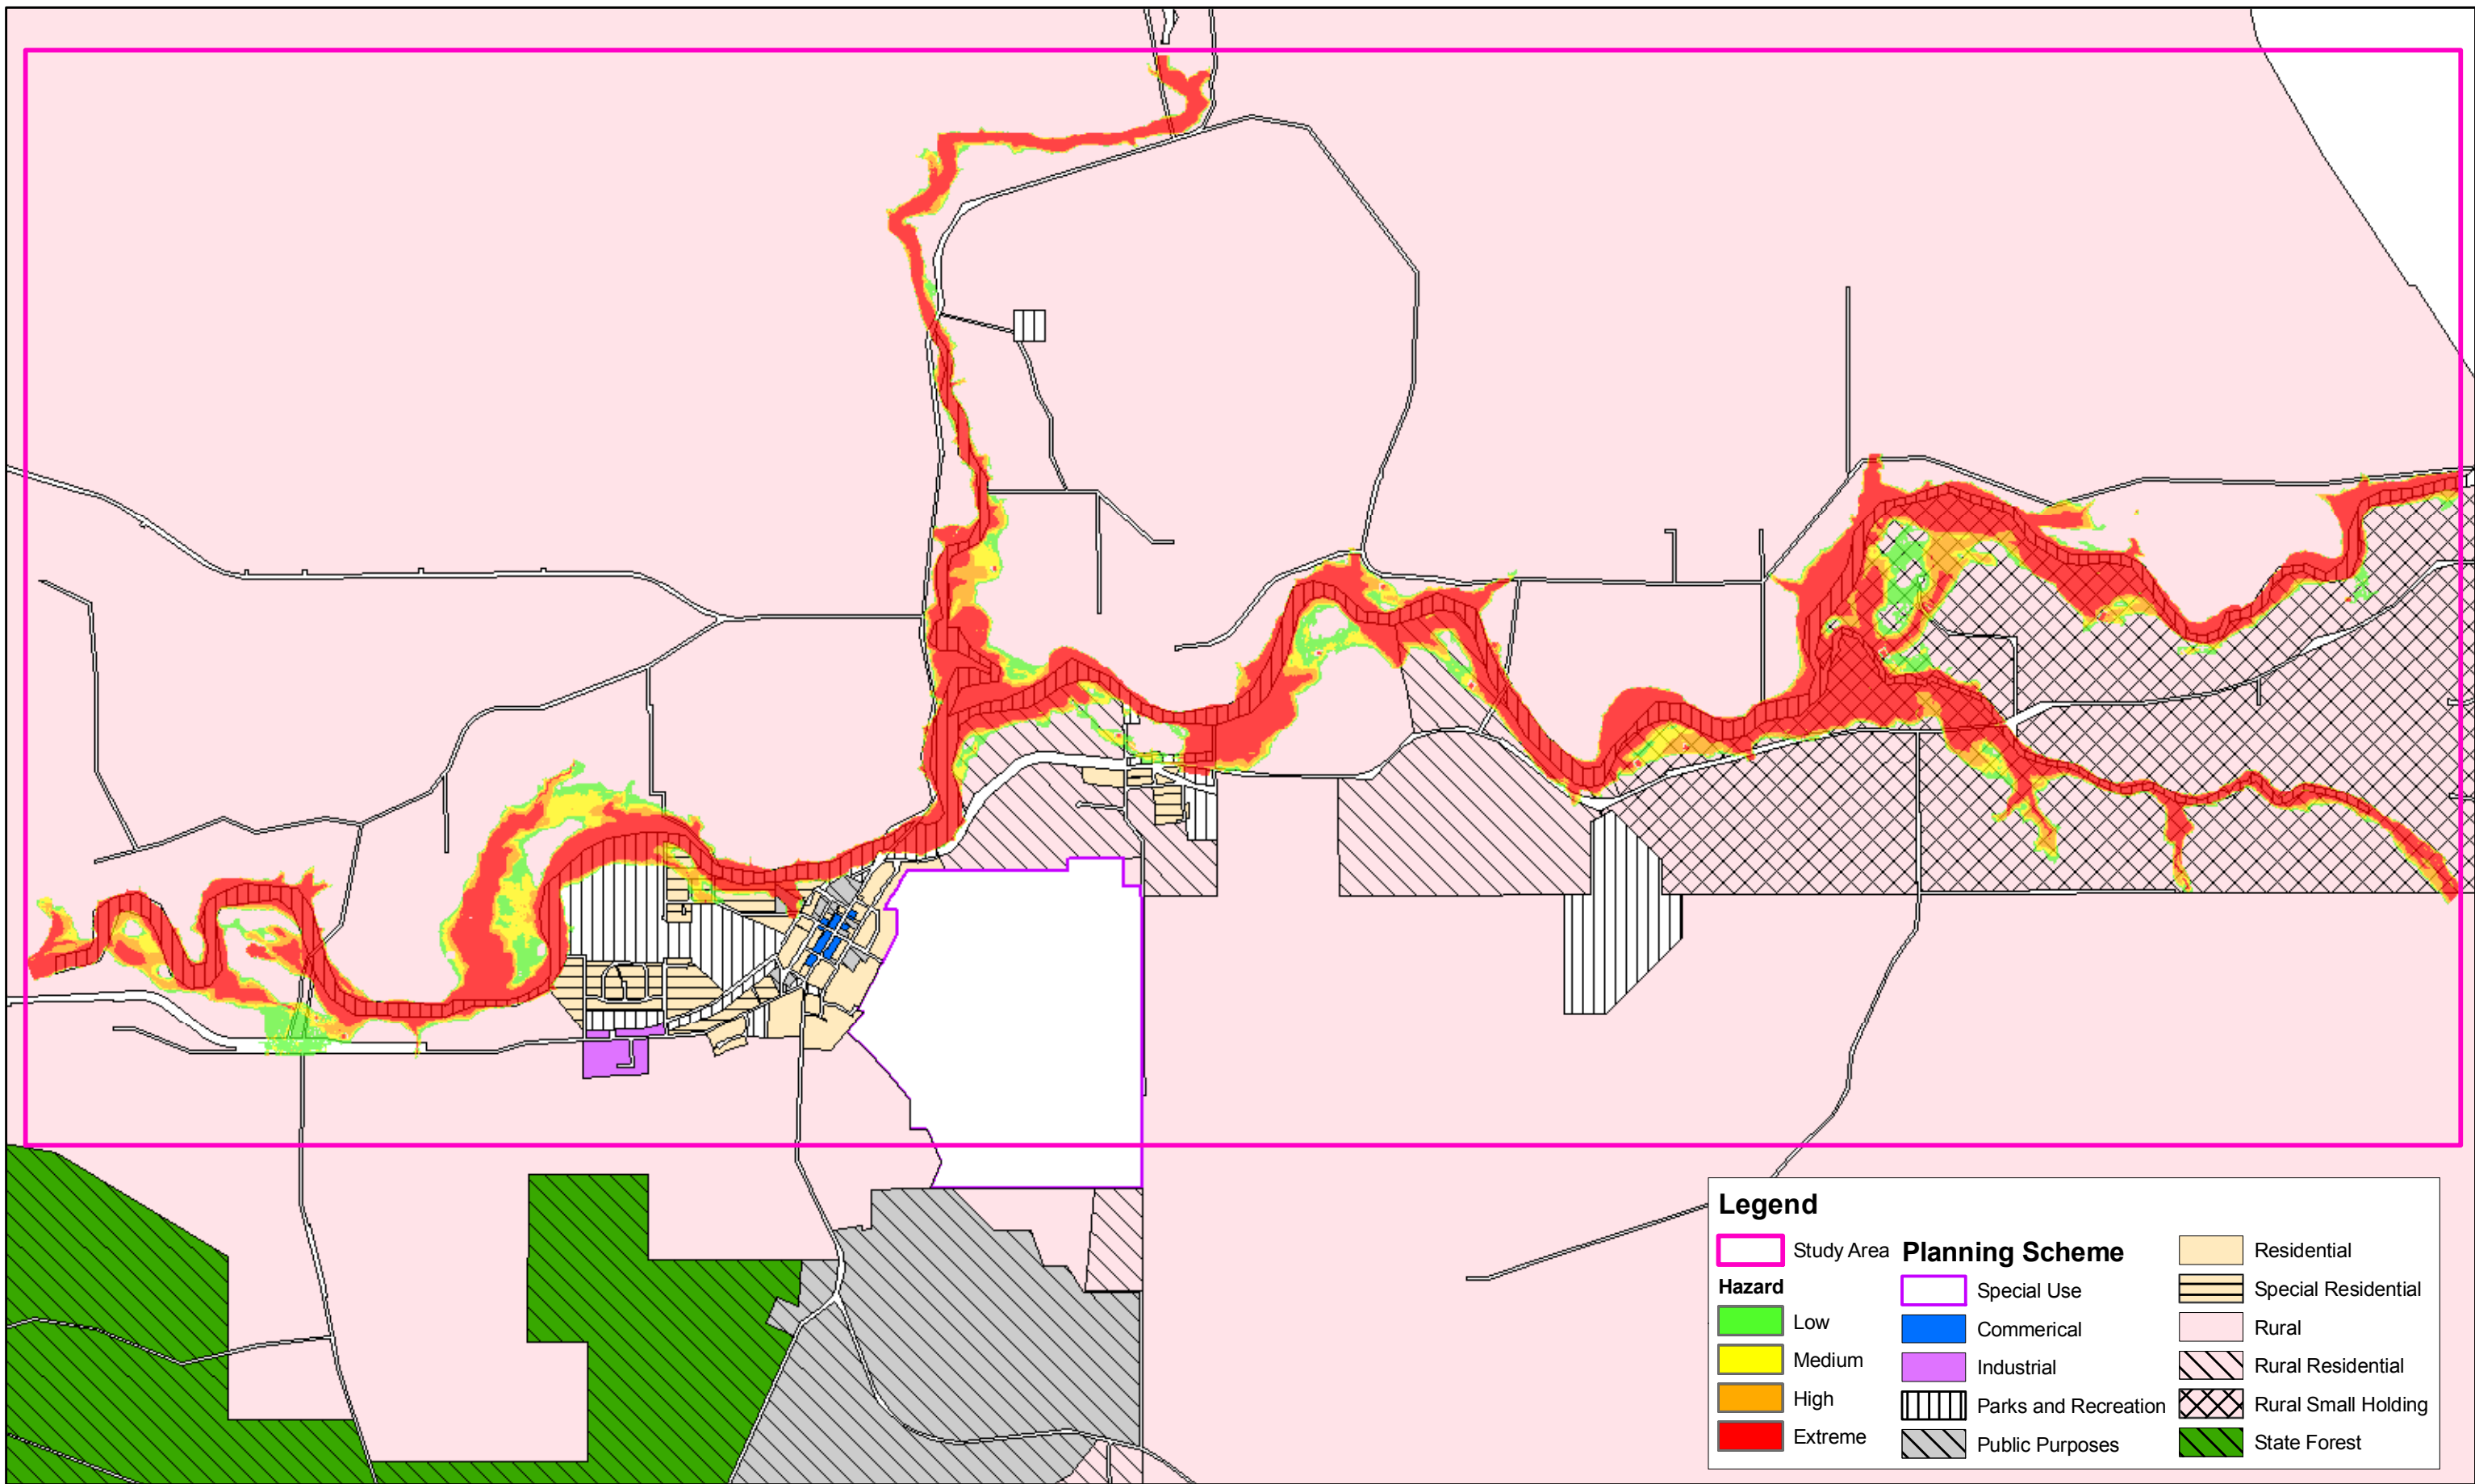 Legend
Study Area
Hazard
Low
Medium
High
Extreme
Planning Scheme
Special Use
Commerical
Industrial
Parks and Recreation
Public Purposes
Residential
Special Residential
Rural
Rural Residential
Rural Small Holding
State Forest